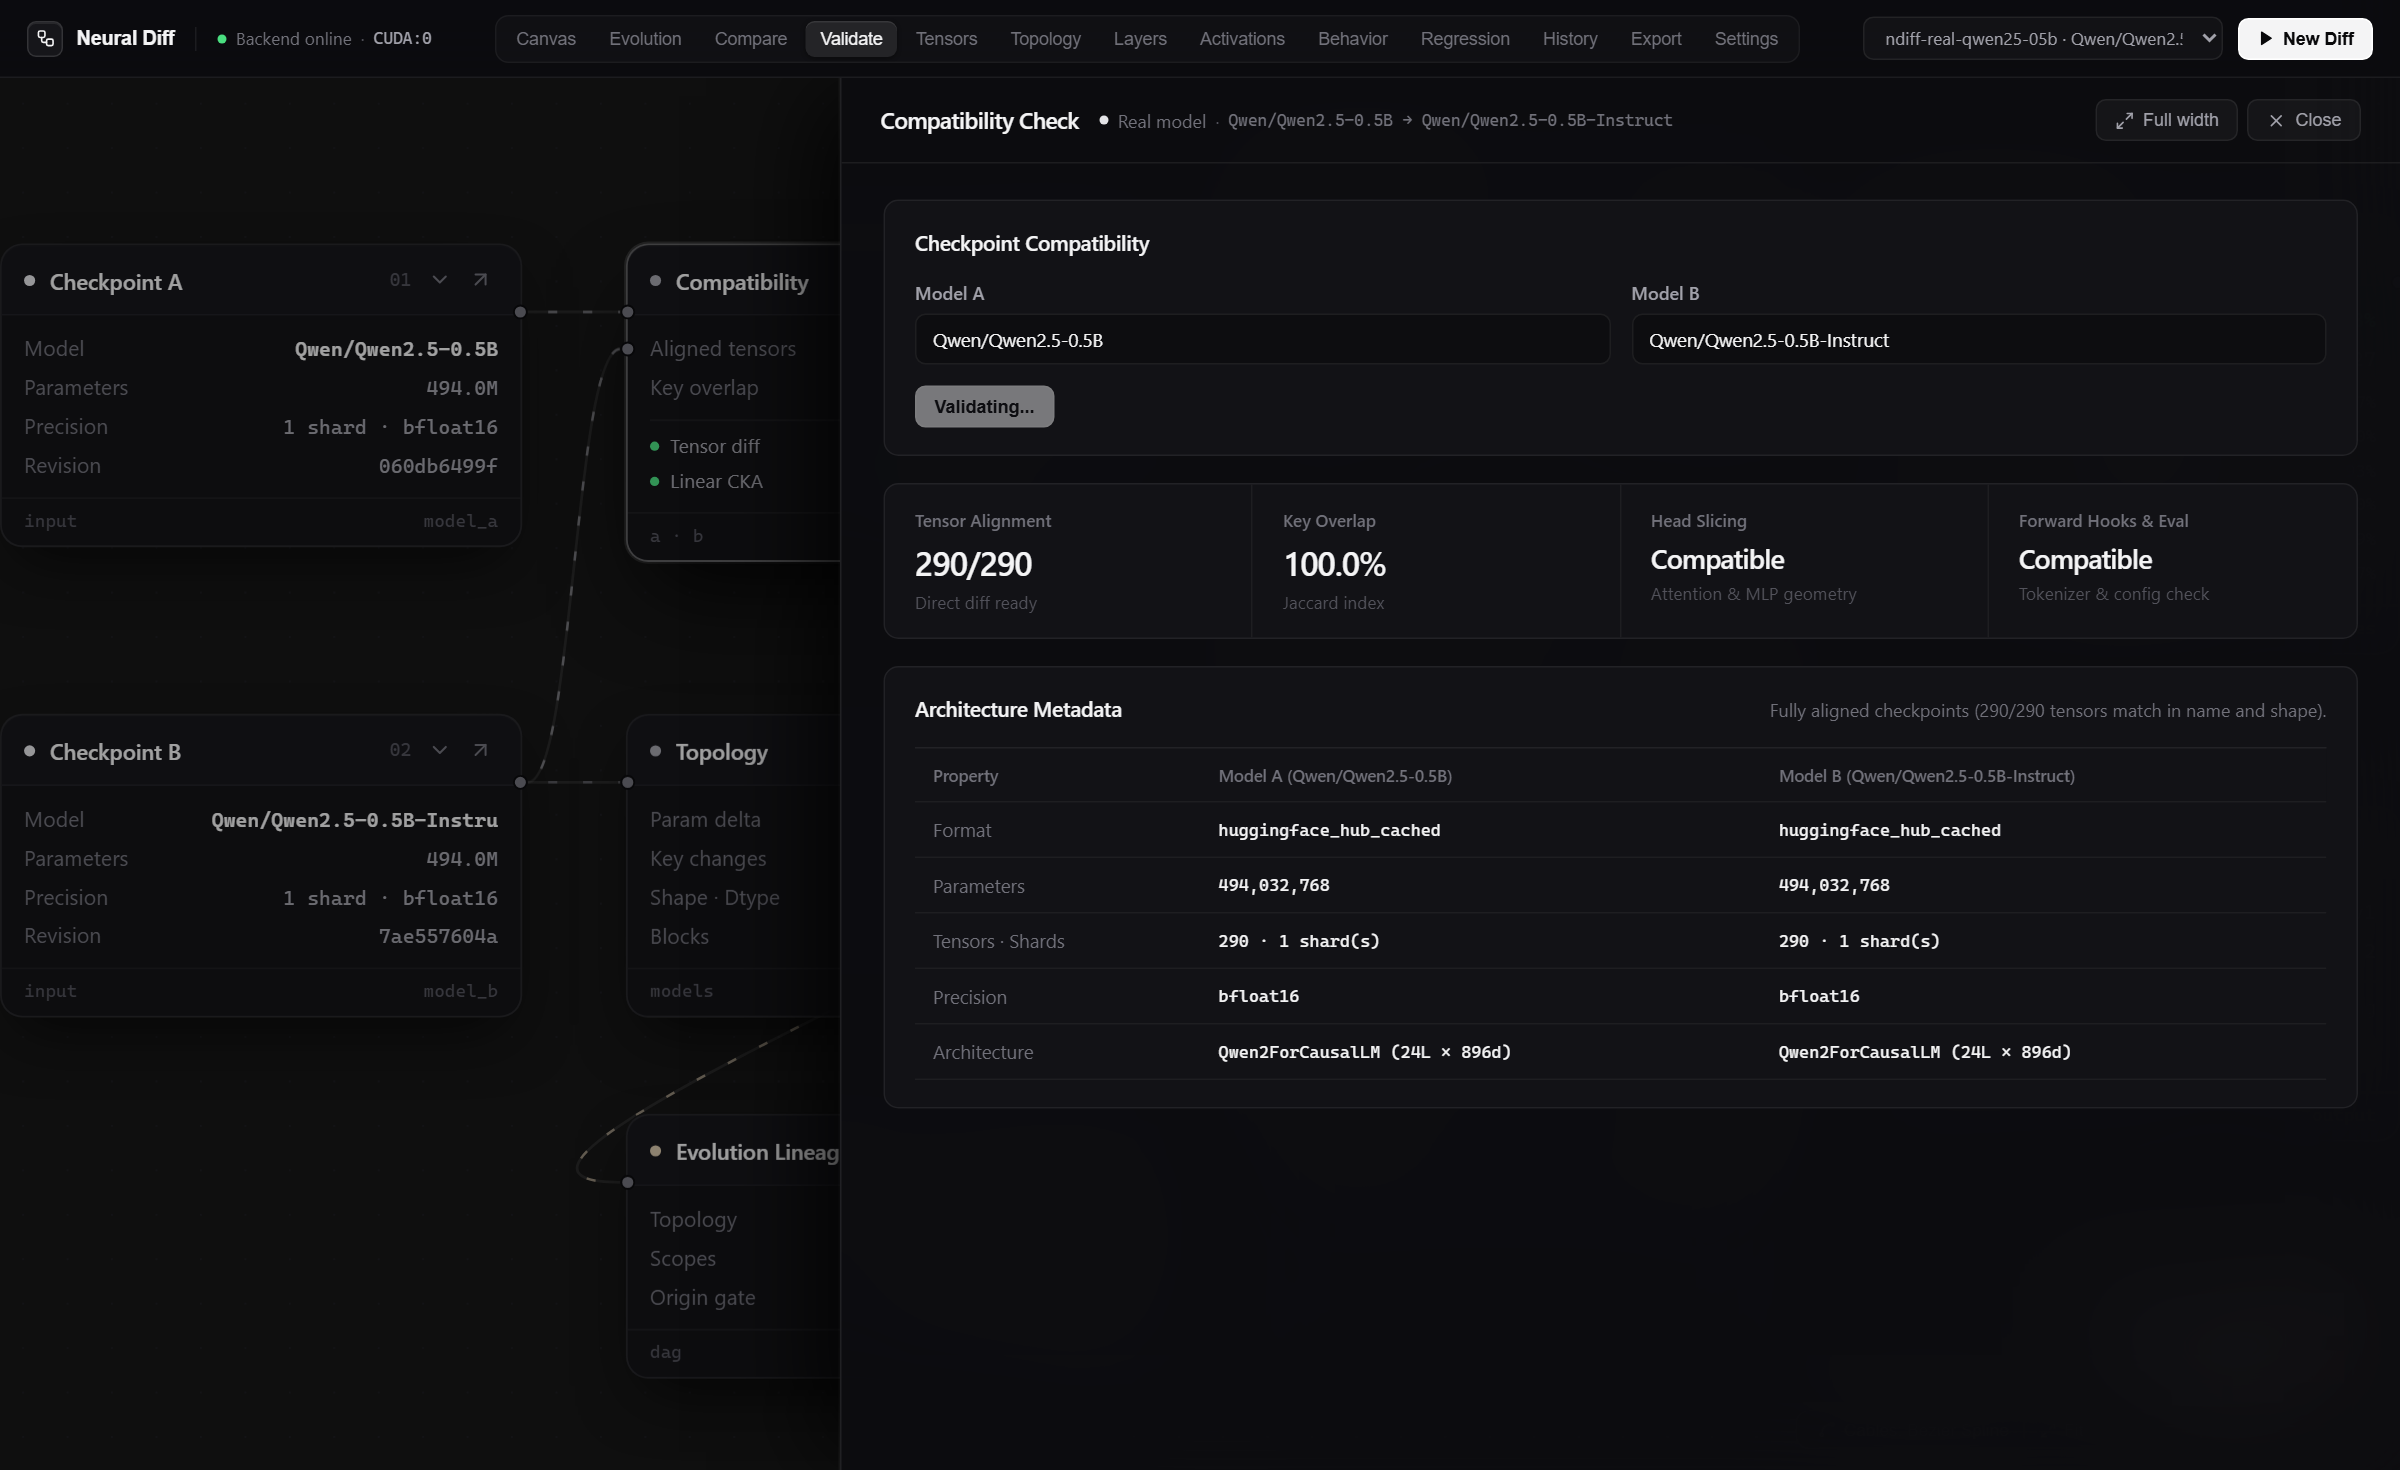 Neural Diff
Backend online · CUDA:0
Canvas Evolution Compare Validate Tensors Topology Layers Activations Behavior Regression History Export Settings
ndiff-real-qwen25-05b · Qwen/Qwen2.
New Diff
Compatibility Check
Real model · Qwen/Qwen2.5-0.5B → Qwen/Qwen2.5-0.5B-Instruct
Full width
Close
Checkpoint A 01
Model Qwen/Qwen2.5-0.5B
Parameters 494.0M
Precision 1 shard · bfloat16
Revision 060db6499f
input model_a
Compatibility
Aligned tensors
Key overlap
Tensor diff
Linear CKA
a · b
Checkpoint B 02
Model Qwen/Qwen2.5-0.5B-Instru
Parameters 494.0M
Precision 1 shard · bfloat16
Revision 7ae557604a
input model_b
Topology
Param delta
Key changes
Shape · Dtype
Blocks
models
Evolution Lineag
Topology
Scopes
Origin gate
dag
Checkpoint Compatibility
Model A
Qwen/Qwen2.5-0.5B
Model B
Qwen/Qwen2.5-0.5B-Instruct
Validating...
Tensor Alignment
290/290
Direct diff ready
Key Overlap
100.0%
Jaccard index
Head Slicing
Compatible
Attention & MLP geometry
Forward Hooks & Eval
Compatible
Tokenizer & config check
Architecture Metadata
Fully aligned checkpoints (290/290 tensors match in name and shape).
Property Model A (Qwen/Qwen2.5-0.5B) Model B (Qwen/Qwen2.5-0.5B-Instruct)
Format huggingface_hub_cached huggingface_hub_cached
Parameters 494,032,768 494,032,768
Tensors · Shards 290 · 1 shard(s) 290 · 1 shard(s)
Precision bfloat16 bfloat16
Architecture Qwen2ForCausalLM (24L × 896d) Qwen2ForCausalLM (24L × 896d)